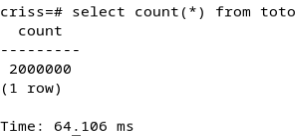 criss=# select count(*) from toto
count
---------
2000000
(1 row)
Time: 64.106 ms